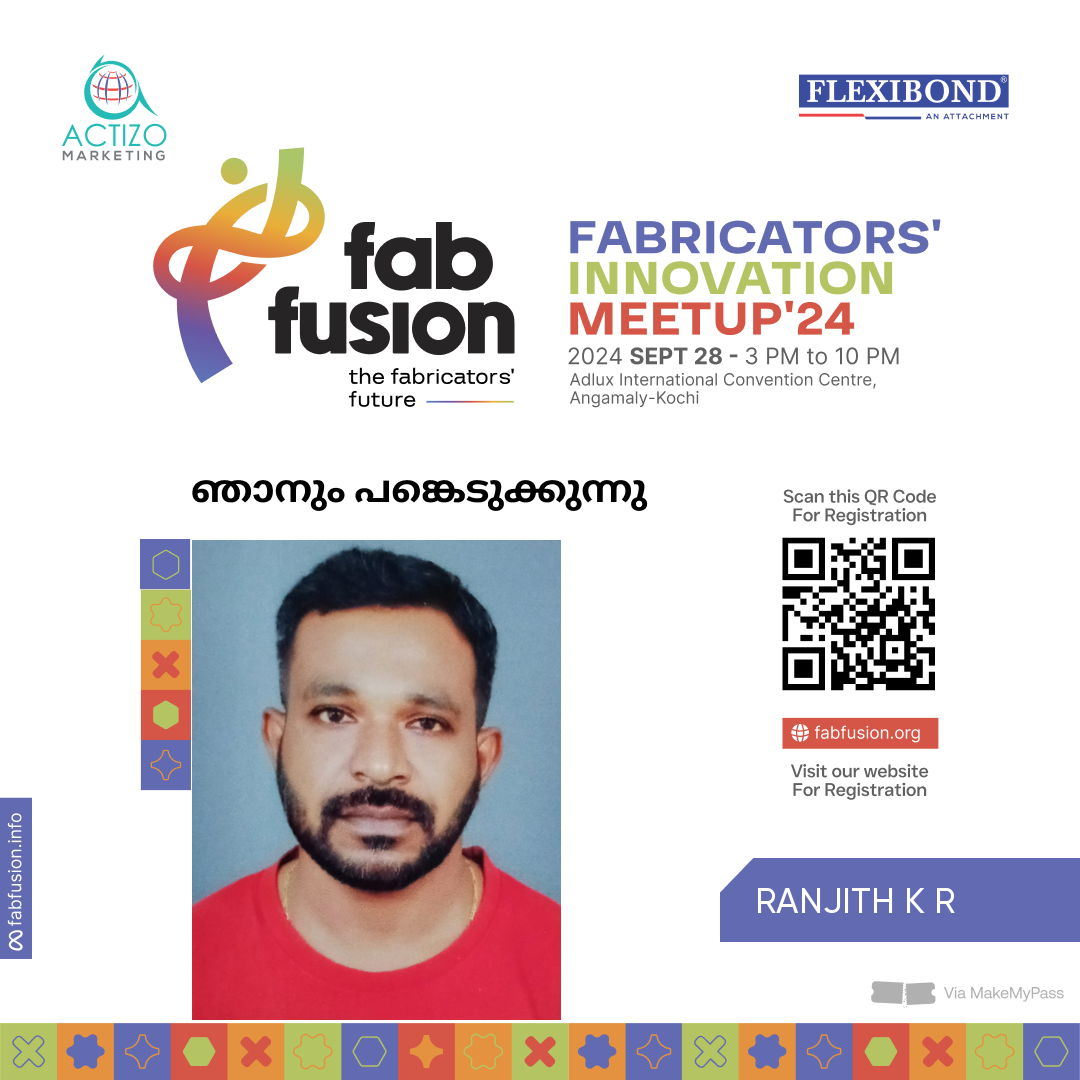 ACTIZO
MARKETING
FLEXIBOND®
AN ATTACHMENT
fab
fusion
the fabricators'
future
FABRICATORS'
INNOVATION
MEETUP'24
2024 SEPT 28 - 3 PM to 10 PM
Adlux International Convention Centre,
Angamaly-Kochi
ഞാനും പങ്കെടുക്കുന്നു
Scan this QR Code
For Registration
fabfusion.org
Visit our website
For Registration
fabfusion.info
RANJITH K R
Via MakeMyPass